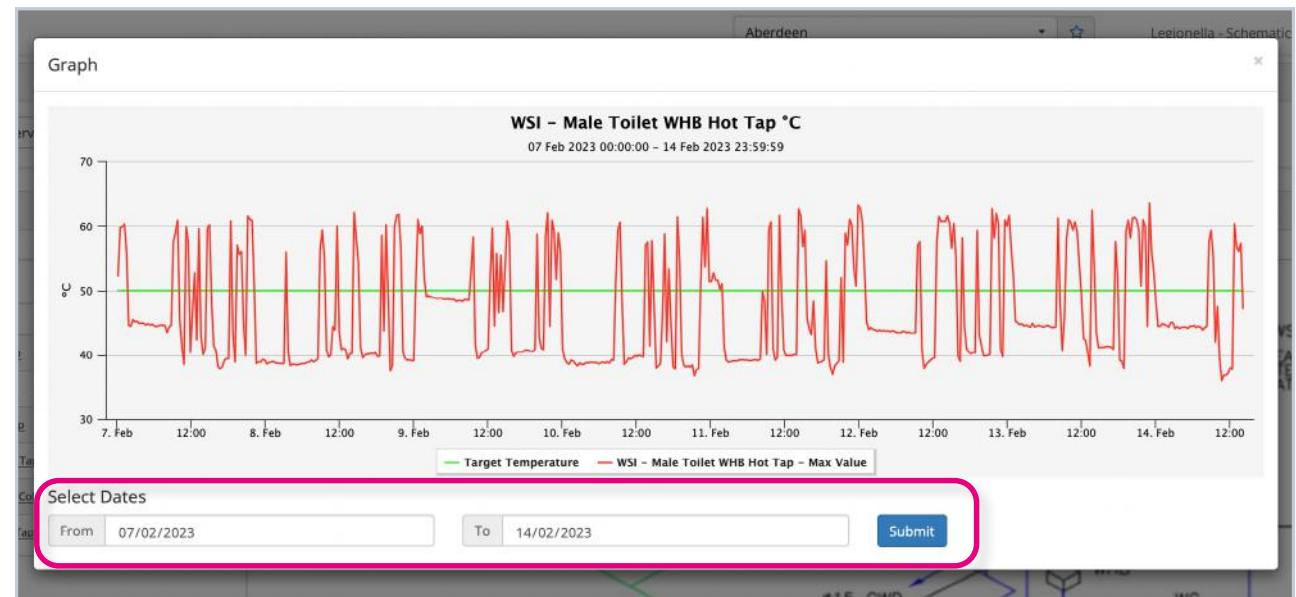 Aberdeen
Legionella - Schematic
Graph
×
WSI – Male Toilet WHB Hot Tap °C
07 Feb 2023 00:00:00 – 14 Feb 2023 23:59:59
70
60
50
40
30
°C
7. Feb 12:00 8. Feb 12:00 9. Feb 12:00 10. Feb 12:00 11. Feb 12:00 12. Feb 12:00 13. Feb 12:00 14. Feb 12:00
Target Temperature WSI – Male Toilet WHB Hot Tap – Max Value
Select Dates
From 07/02/2023 To 14/02/2023 Submit